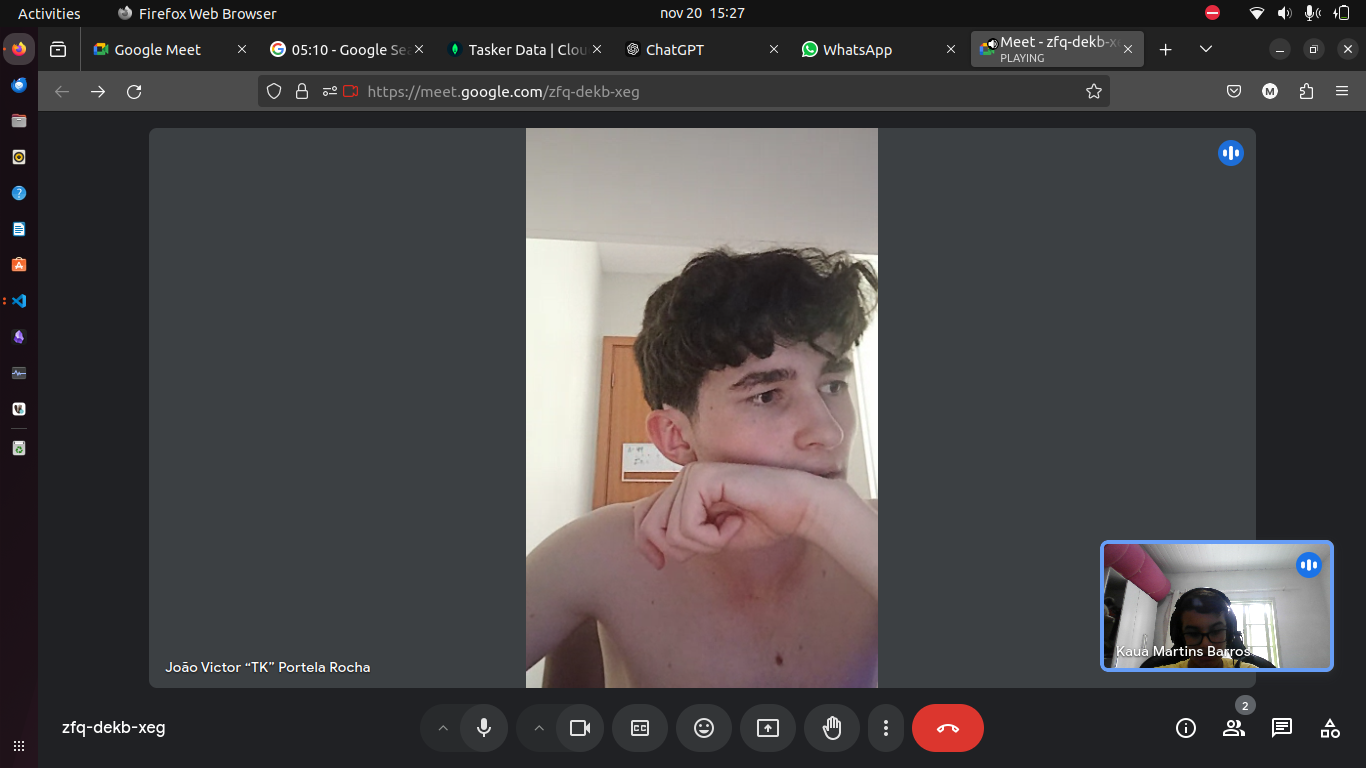 Activities
Firefox Web Browser
nov 20 15:27
Google Meet
05:10 - Google Sea
Tasker Data | Clou
ChatGPT
WhatsApp
Meet - zfq-dekb-x
PLAYING
https://meet.google.com/zfq-dekb-xeg
M
João Victor “TK” Portela Rocha
Kauã Martins Barros
zfq-dekb-xeg
2